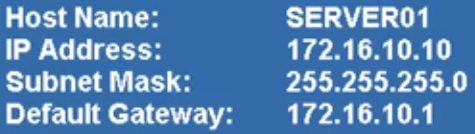 Host Name: SERVER01
IP Address: 172.16.10.10
Subnet Mask: 255.255.255.0
Default Gateway: 172.16.10.1